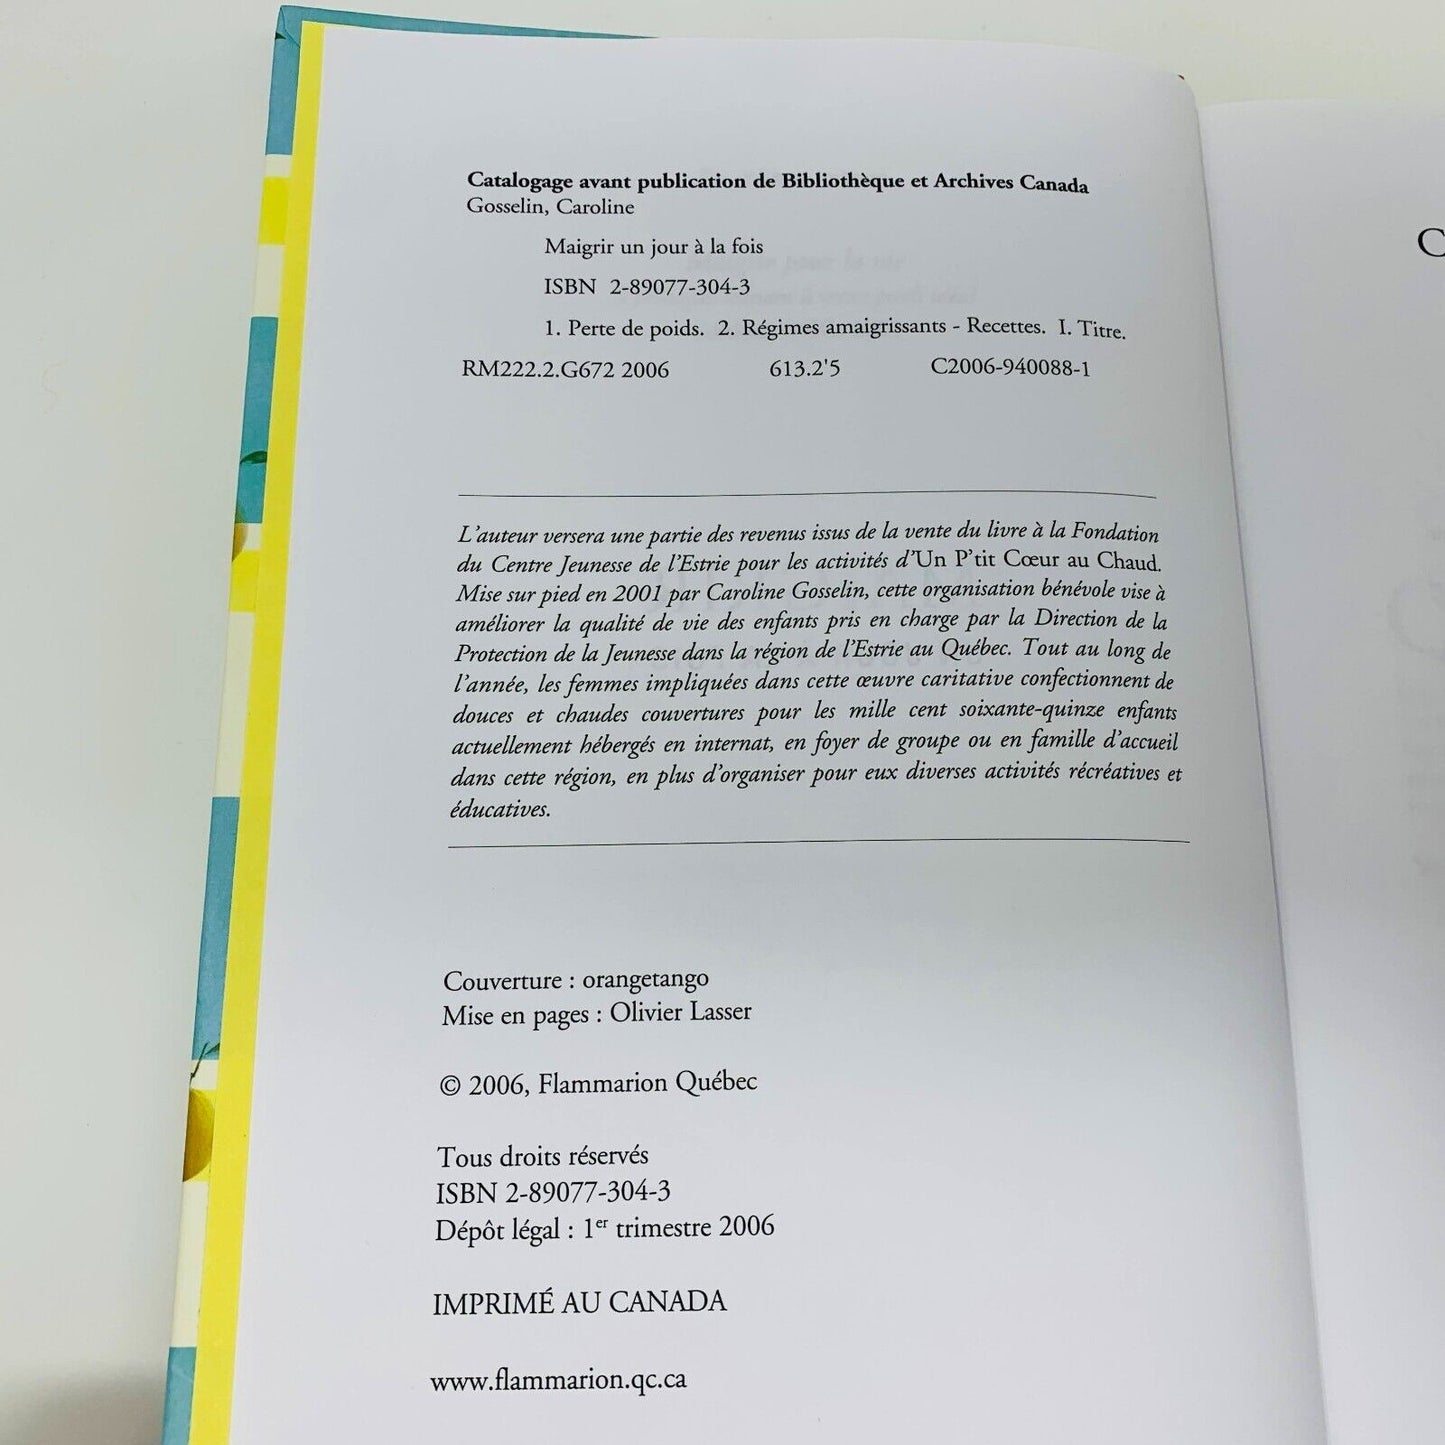 Catalogage avant publication de Bibliothèque et Archives Canada
Gosselin, Caroline
Maigrir un jour à la fois
ISBN 2-89077-304-3
1. Perte de poids. 2. Régimes amaigrissants - Recettes. I. Titre.
RM222.2.G672 2006 613.2'5 C2006-940088-1
L'auteur versera une partie des revenus issus de la vente du livre à la Fondation
du Centre Jeunesse de l'Estrie pour les activités d'Un P'tit Cœur au Chaud.
Mise sur pied en 2001 par Caroline Gosselin, cette organisation bénévole vise à
améliorer la qualité de vie des enfants pris en charge par la Direction de la
Protection de la Jeunesse dans la région de l'Estrie au Québec. Tout au long de
l'année, les femmes impliquées dans cette œuvre caritative confectionnent de
douces et chaudes couvertures pour les mille cent soixante-quinze enfants
actuellement hébergés en internat, en foyer de groupe ou en famille d'accueil
dans cette région, en plus d'organiser pour eux diverses activités récréatives et
éducatives.
Couverture : orangetango
Mise en pages : Olivier Lasser
© 2006, Flammarion Québec
Tous droits réservés
ISBN 2-89077-304-3
Dépôt légal : 1er trimestre 2006
IMPRIMÉ AU CANADA
www.flammarion.qc.ca